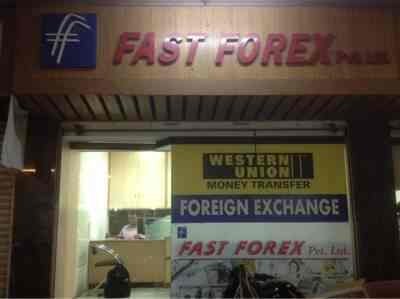 FAST FOREX Pvt. Ltd.
WESTERN
UNION
MONEY TRANSFER
FOREIGN EXCHANGE
FAST FOREX Pvt. Ltd.